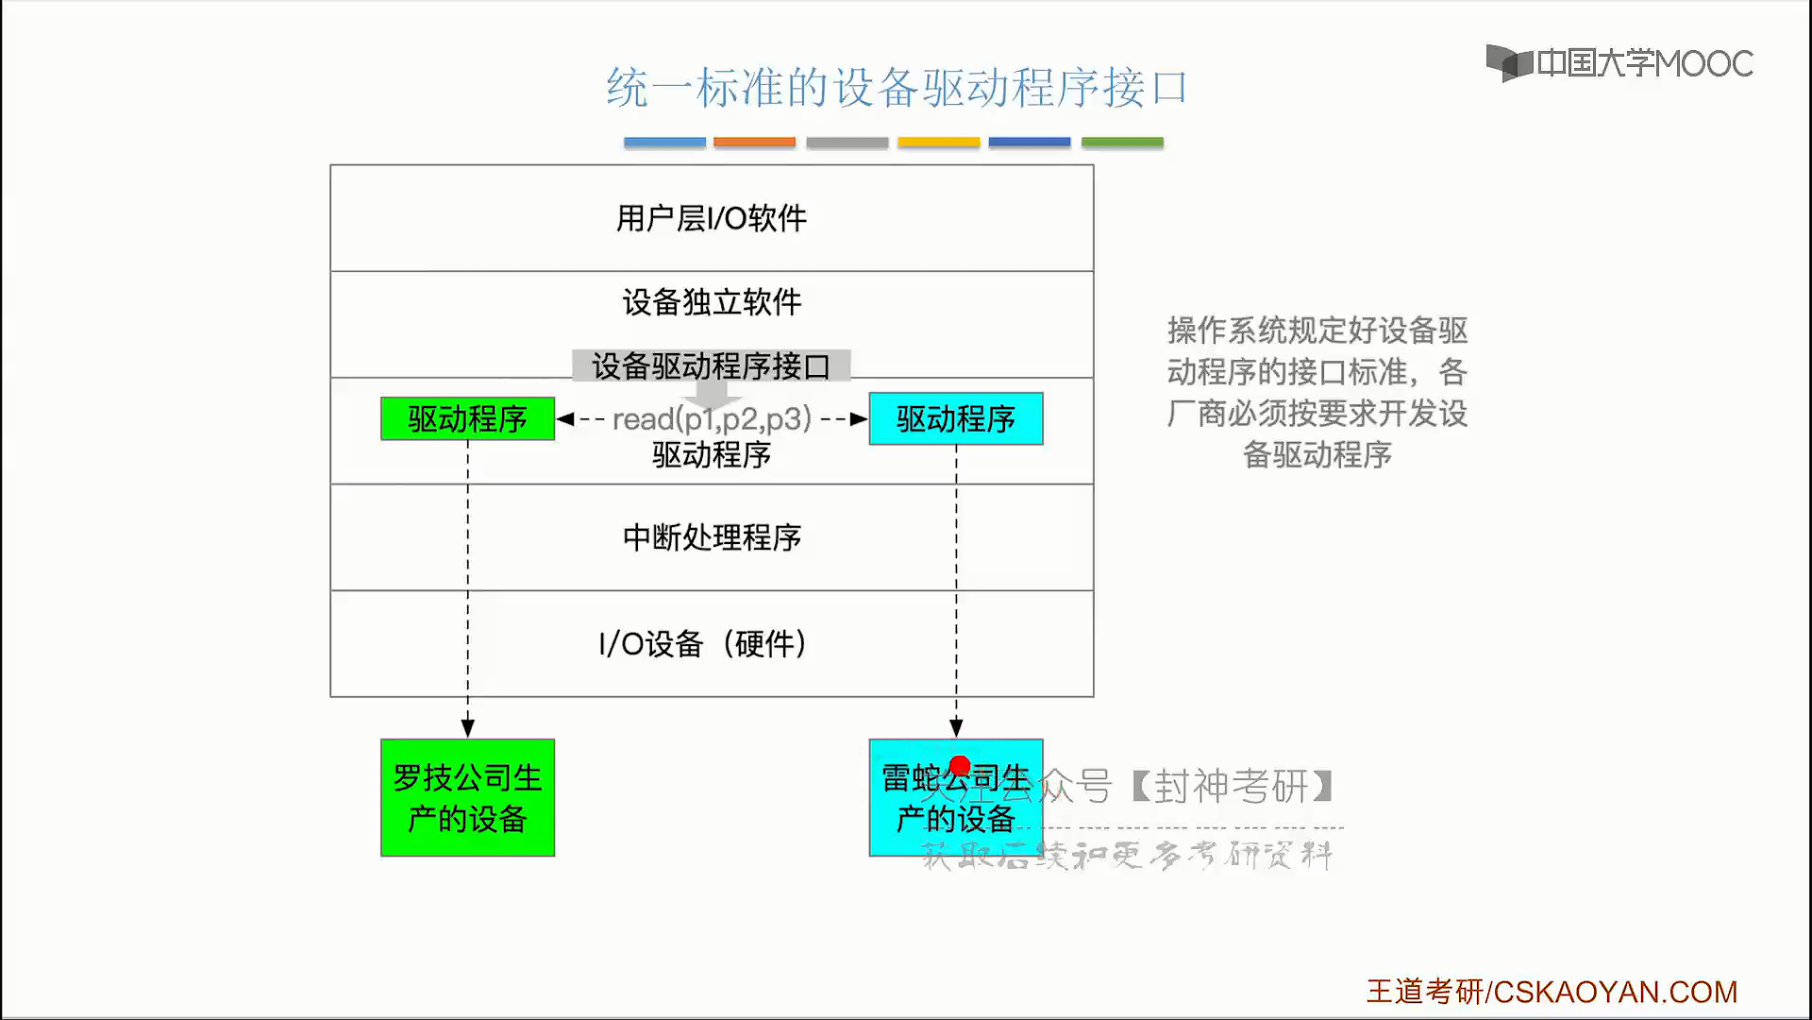 中国大学MOOC
统一标准的设备驱动程序接口
用户层I/O软件
设备独立软件
设备驱动程序接口
驱动程序
read(p1,p2,p3)
驱动程序
驱动程序
中断处理程序
I/O设备（硬件）
操作系统规定好设备驱
动程序的接口标准，各
厂商必须按要求开发设
备驱动程序
罗技公司生
产的设备
雷蛇公司生
产的设备
关注公众号【封神考研】
获取后续和更多考研资料
王道考研/CSKAOYAN.COM